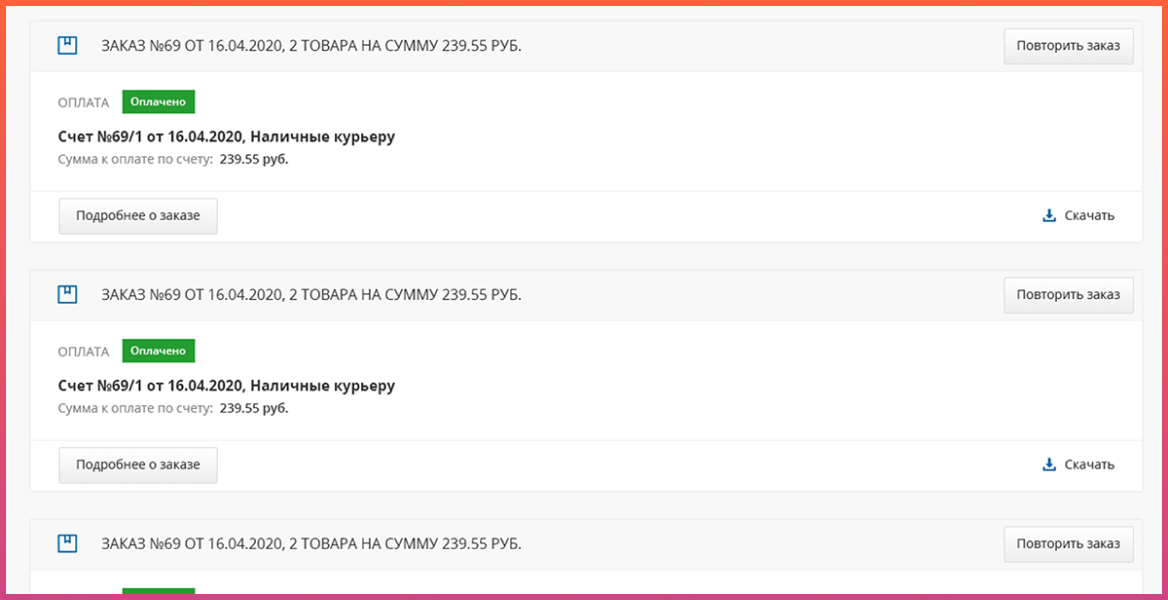 ЗАКАЗ №69 ОТ 16.04.2020, 2 ТОВАРА НА СУММУ 239.55 РУБ. Повторить заказ
ОПЛАТА Оплачено
Счет №69/1 от 16.04.2020, Наличные курьеру
Сумма к оплате по счету: 239.55 руб.
Подробнее о заказе Скачать
ЗАКАЗ №69 ОТ 16.04.2020, 2 ТОВАРА НА СУММУ 239.55 РУБ. Повторить заказ
ОПЛАТА Оплачено
Счет №69/1 от 16.04.2020, Наличные курьеру
Сумма к оплате по счету: 239.55 руб.
Подробнее о заказе Скачать
ЗАКАЗ №69 ОТ 16.04.2020, 2 ТОВАРА НА СУММУ 239.55 РУБ. Повторить заказ